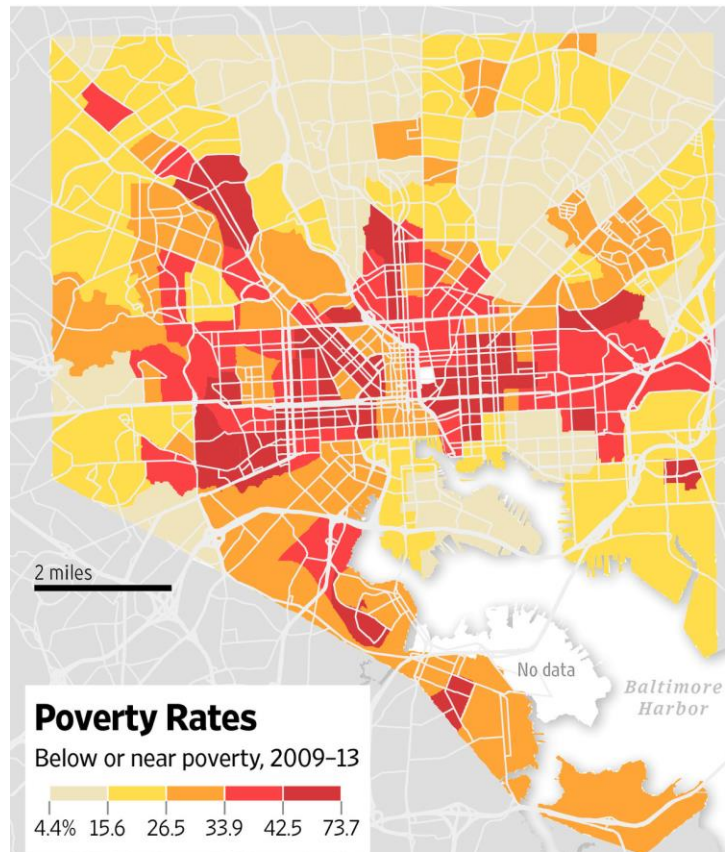 2 miles
No data
Baltimore
Harbor
Poverty Rates
Below or near poverty, 2009–13
4.4% 15.6 26.5 33.9 42.5 73.7